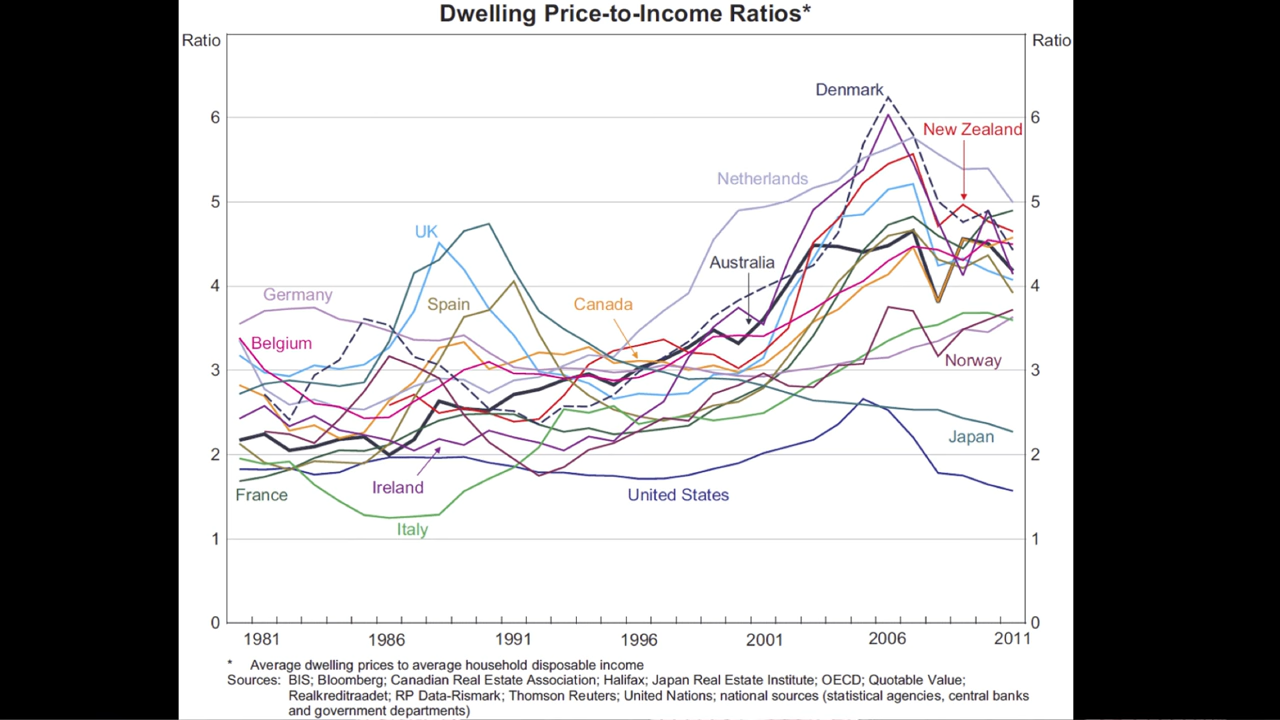 Dwelling Price-to-Income Ratios*
Ratio
Ratio
Denmark
6
6
New Zealand
Netherlands
5
5
UK
Australia
4
4
Germany
Spain
Canada
Belgium
3
3
Norway
Japan
2
2
Ireland
France
United States
Italy
1
1
0
0
1981 1986 1991 1996 2001 2006 2011
* Average dwelling prices to average household disposable income
Sources: BIS; Bloomberg; Canadian Real Estate Association; Halifax; Japan Real Estate Institute; OECD; Quotable Value;
Realkreditraadet; RP Data-Rismark; Thomson Reuters; United Nations; national sources (statistical agencies, central banks
and government departments)